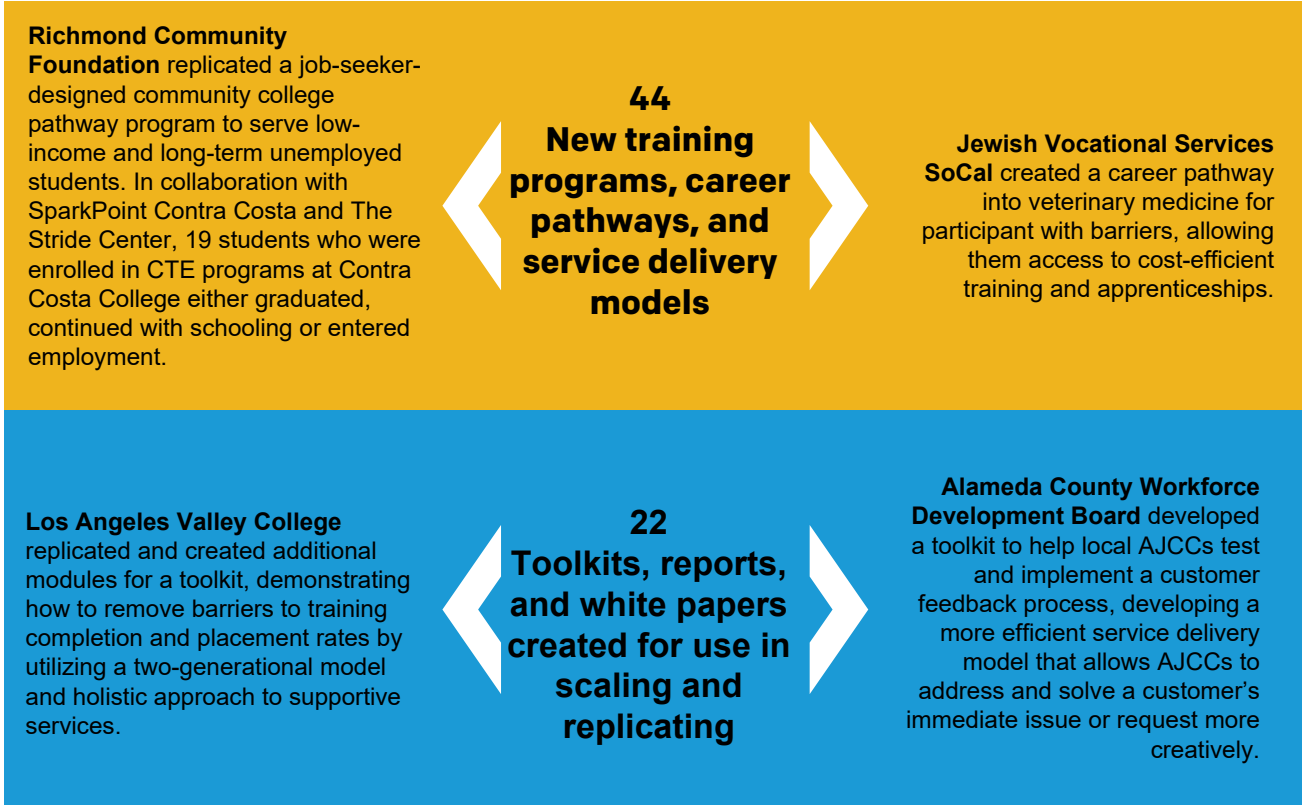 Richmond Community
Foundation replicated a job-seeker-
designed community college
pathway program to serve low-
income and long-term unemployed
students. In collaboration with
SparkPoint Contra Costa and The
Stride Center, 19 students who were
enrolled in CTE programs at Contra
Costa College either graduated,
continued with schooling or entered
employment.
44
New training
programs, career
pathways, and
service delivery
models
Jewish Vocational Services
SoCal created a career pathway
into veterinary medicine for
participant with barriers, allowing
them access to cost-efficient
training and apprenticeships.
Los Angeles Valley College
replicated and created additional
modules for a toolkit, demonstrating
how to remove barriers to training
completion and placement rates by
utilizing a two-generational model
and holistic approach to supportive
services.
22
Toolkits, reports,
and white papers
created for use in
scaling and
replicating
Alameda County Workforce
Development Board developed
a toolkit to help local AJCCs test
and implement a customer
feedback process, developing a
more efficient service delivery
model that allows AJCCs to
address and solve a customer’s
immediate issue or request more
creatively.